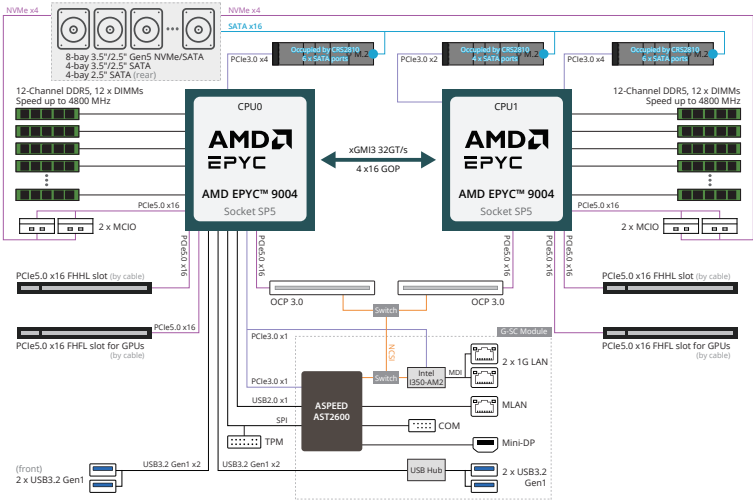 NVMe x4
NVMe x4
SATA x16
8-bay 3.5"/2.5" Gen5 NVMe/SATA
4-bay 3.5"/2.5" SATA
4-bay 2.5" SATA (rear)
PCIe3.0 x4
Occupied by CRS2810
6 x SATA ports
M.2
PCIe3.0 x2
Occupied by CRS2810
4 x SATA ports
M.2
PCIe3.0 x4
Occupied by CRS2810
6 x SATA ports
M.2
12-Channel DDR5, 12 x DIMMs
Speed up to 4800 MHz
12-Channel DDR5, 12 x DIMMs
Speed up to 4800 MHz
CPU0
AMD
EPYC
AMD EPYC™ 9004
Socket SP5
xGMI3 32GT/s
4 x16 GOP
CPU1
AMD
EPYC
AMD EPYC™ 9004
Socket SP5
PCIe5.0 x16
2 x MCIO
PCIe5.0 x16
2 x MCIO
PCIe5.0 x16
PCIe5.0 x16
PCIe5.0 x16
PCIe5.0 x16
PCIe5.0 x16 FHHL slot (by cable)
PCIe5.0 x16 FHHL slot (by cable)
OCP 3.0
OCP 3.0
Switch
PCIe5.0 x16
PCIe5.0 x16 FHFL slot for GPUs
(by cable)
PCIe5.0 x16 FHFL slot for GPUs
(by cable)
PCIe3.0 x1
G-SC Module
NCSI
PCIe3.0 x1
Switch
Intel
I350-AM2
MDI
2 x 1G LAN
USB2.0 x1
ASPEED
AST2600
MLAN
SPI
TPM
COM
Mini-DP
(front)
2 x USB3.2 Gen1
USB3.2 Gen1 x2
USB3.2 Gen1 x2
USB Hub
2 x USB3.2
Gen1